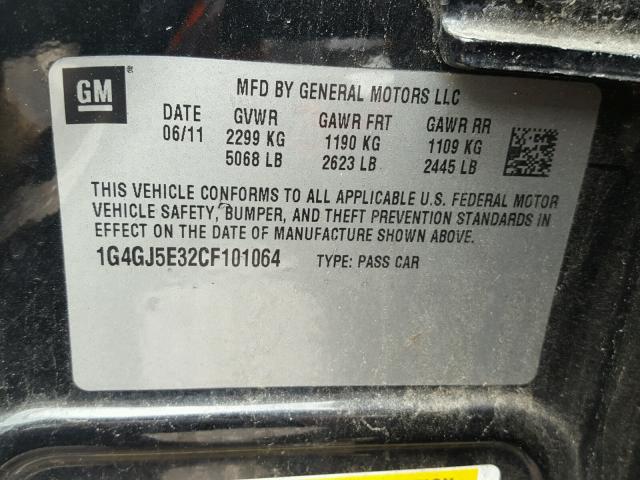 GM ®
MFD BY GENERAL MOTORS LLC
DATE GVWR GAWR FRT GAWR RR
06/11 2299 KG 1190 KG 1109 KG
5068 LB 2623 LB 2445 LB
THIS VEHICLE CONFORMS TO ALL APPLICABLE U.S. FEDERAL MOTOR
VEHICLE SAFETY, BUMPER, AND THEFT PREVENTION STANDARDS IN
EFFECT ON THE DATE OF MANUFACTURE SHOWN ABOVE.
1G4GJ5E32CF101064 TYPE: PASS CAR